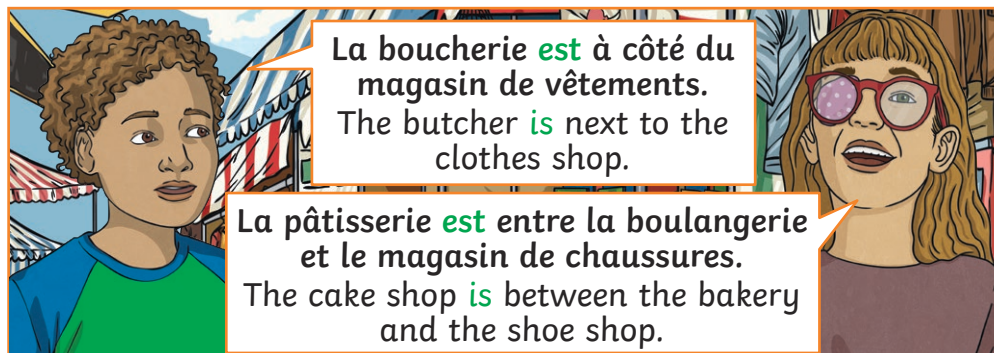 La boucherie est à côté du
magasin de vêtements.
The butcher is next to the
clothes shop.
La pâtisserie est entre la boulangerie
et le magasin de chaussures.
The cake shop is between the bakery
and the shoe shop.